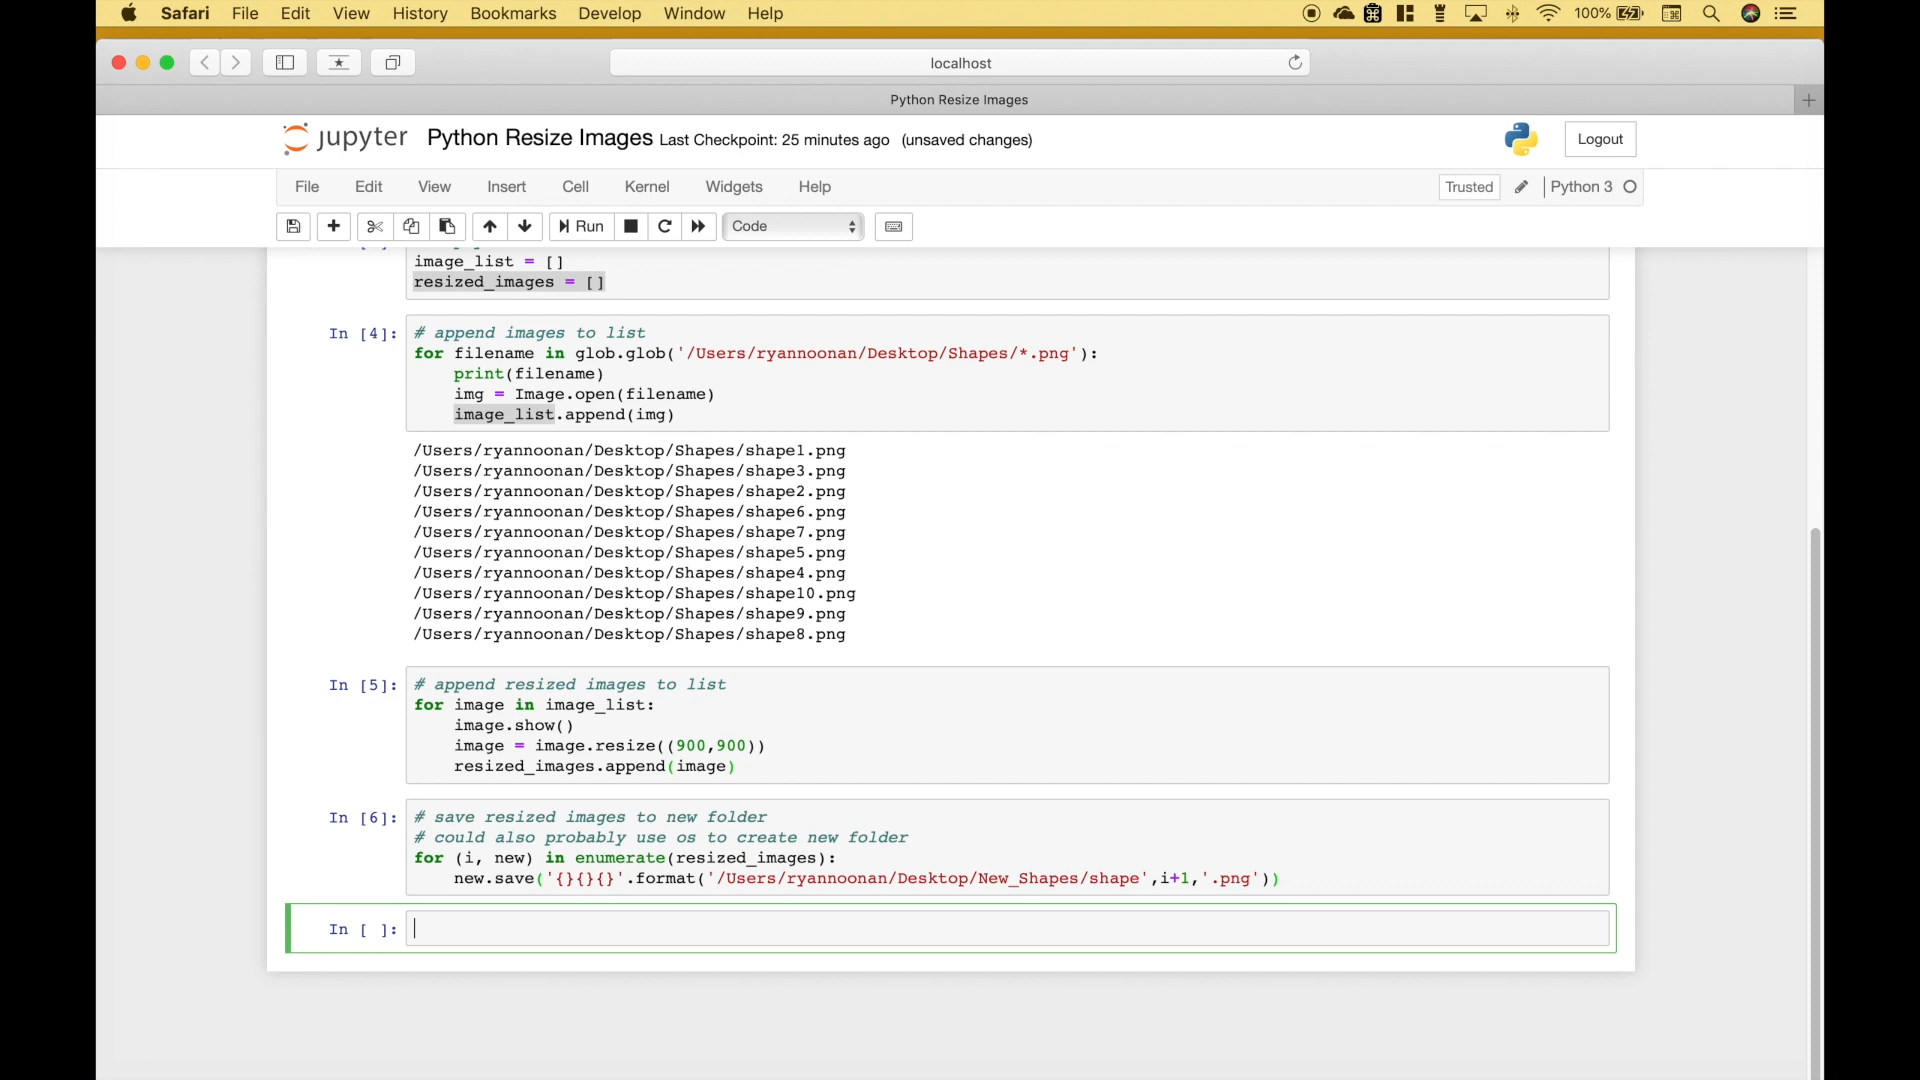 Safari File Edit View History Bookmarks Develop Window Help 100%
localhost
Python Resize Images
jupyter Python Resize Images Last Checkpoint: 25 minutes ago (unsaved changes) Logout
File Edit View Insert Cell Kernel Widgets Help Trusted Python 3
Run Code
image_list = []
resized_images = []
In [4]: # append images to list
for filename in glob.glob('/Users/ryannoonan/Desktop/Shapes/*.png'):
    print(filename)
    img = Image.open(filename)
    image_list.append(img)
/Users/ryannoonan/Desktop/Shapes/shape1.png
/Users/ryannoonan/Desktop/Shapes/shape3.png
/Users/ryannoonan/Desktop/Shapes/shape2.png
/Users/ryannoonan/Desktop/Shapes/shape6.png
/Users/ryannoonan/Desktop/Shapes/shape7.png
/Users/ryannoonan/Desktop/Shapes/shape5.png
/Users/ryannoonan/Desktop/Shapes/shape4.png
/Users/ryannoonan/Desktop/Shapes/shape10.png
/Users/ryannoonan/Desktop/Shapes/shape9.png
/Users/ryannoonan/Desktop/Shapes/shape8.png
In [5]: # append resized images to list
for image in image_list:
    image.show()
    image = image.resize((900,900))
    resized_images.append(image)
In [6]: # save resized images to new folder
# could also probably use os to create new folder
for (i, new) in enumerate(resized_images):
    new.save('{}{}{}'.format('/Users/ryannoonan/Desktop/New_Shapes/shape',i+1,'.png'))
In [ ]: